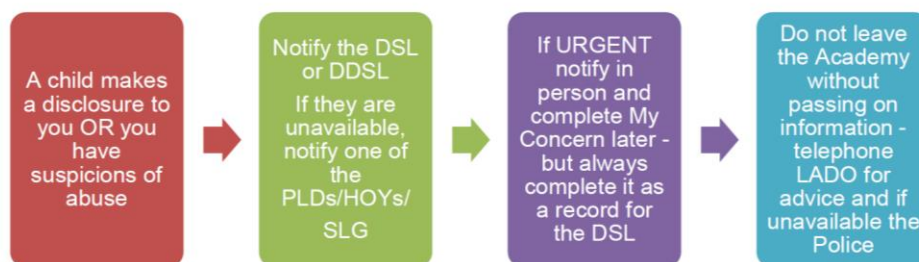 A child makes
a disclosure to
you OR you
have
suspicions of
abuse
Notify the DSL
or DDSL
If they are
unavailable,
notify one of
the
PLDs/HOYs/
SLG
If URGENT
notify in
person and
complete My
Concern later -
but always
complete it as
a record for
the DSL
Do not leave
the Academy
without
passing on
information -
telephone
LADO for
advice and if
unavailable the
Police